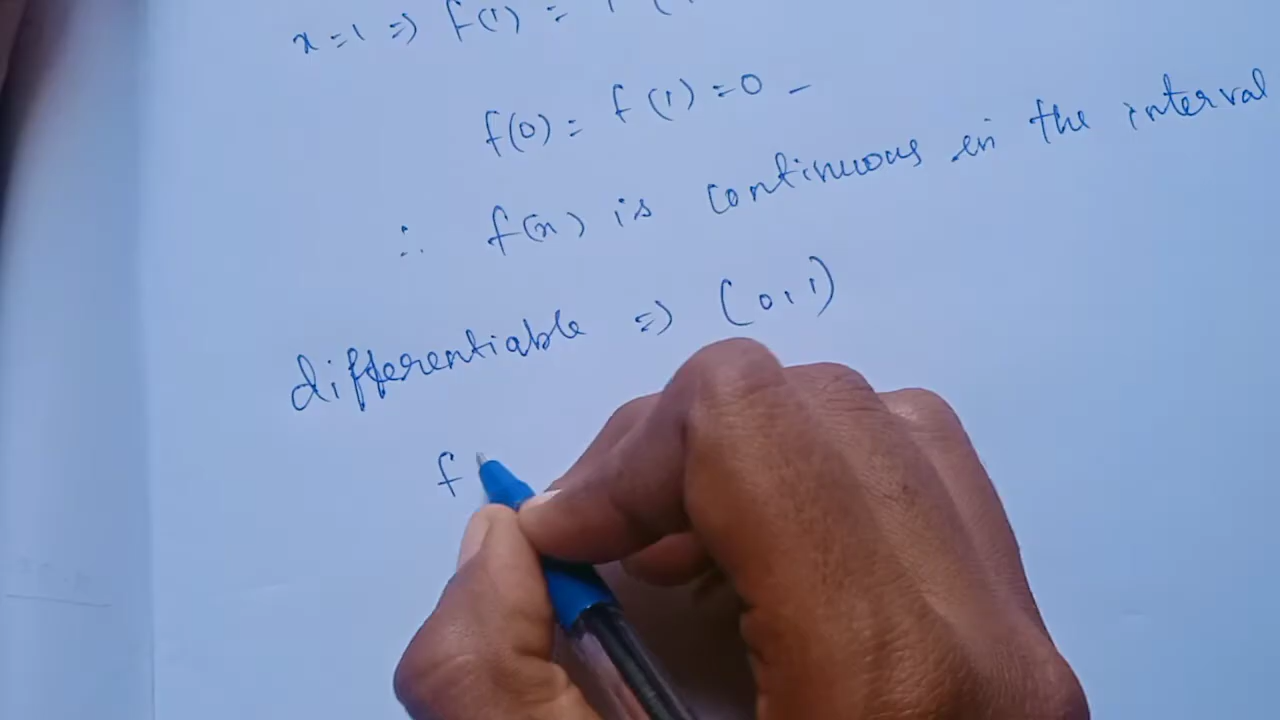 x=1 ⇒ f(1) =
f(0) = f(1) = 0 -
∴ f(x) is continuous in the interval
differentiable ⇒ (0,1)
f